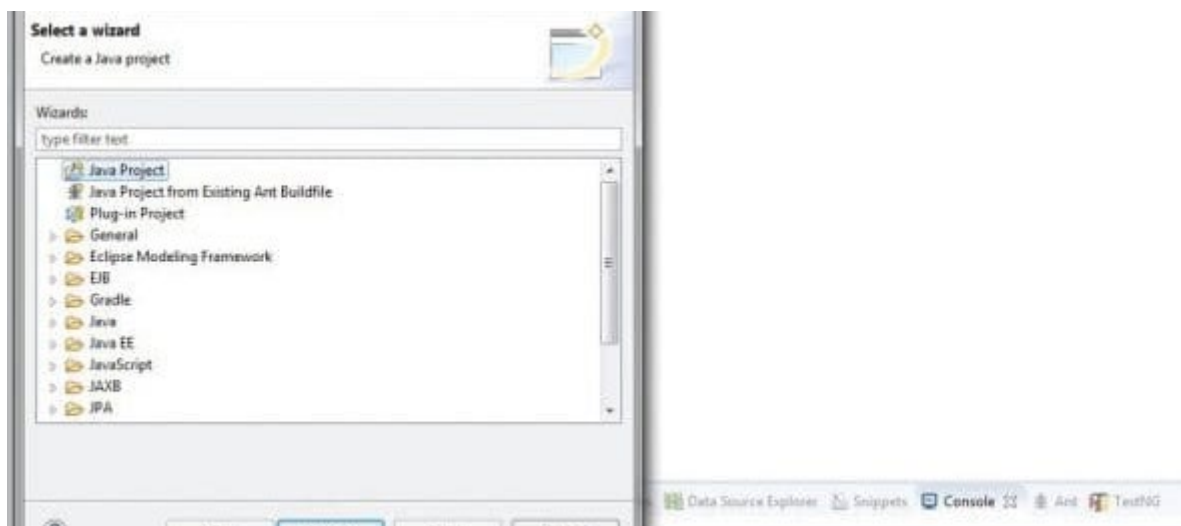 Select a wizard
Create a Java project
Wizards:
type filter text
Java Project
Java Project from Existing Ant Buildfile
Plug-in Project
General
Eclipse Modeling Framework
EJB
Gradle
Java
Java EE
JavaScript
JAXB
JPA
Data Source Explorer Snippets Console Ant TestNG